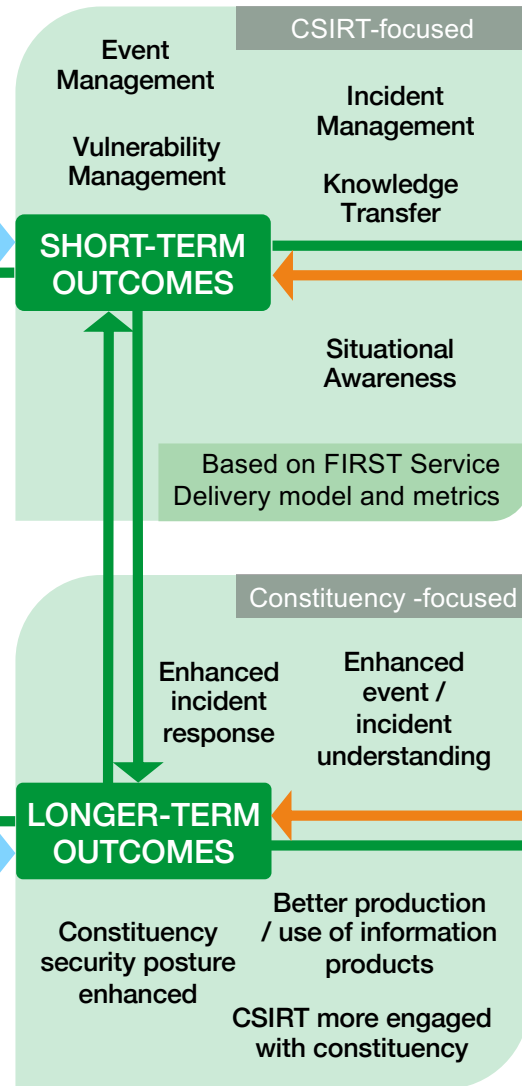 CSIRT-focused
Event
Management
Incident
Management
Vulnerability
Management
Knowledge
Transfer
SHORT-TERM
OUTCOMES
Situational
Awareness
Based on FIRST Service
Delivery model and metrics
Constituency -focused
Enhanced
incident
response
Enhanced
event /
incident
understanding
LONGER-TERM
OUTCOMES
Constituency
security posture
enhanced
Better production
/ use of information
products
CSIRT more engaged
with constituency